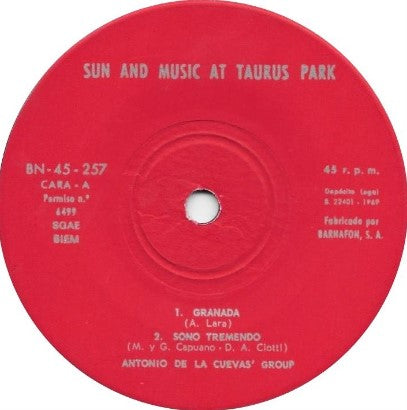 SUN AND MUSIC AT TAURUS PARK
BN-45-257
CARA - A
Permiso n.º
6499
SGAE
BIEM
45 r. p. m.
Depósito Legal
B. 22401 - 1969
Fabricado por
BARNAFON, S. A.
1. GRANADA
(A. Lara)
2. SONO TREMENDO
(M. y G. Capuano - D. A. Ciotti)
ANTONIO DE LA CUEVAS' GROUP